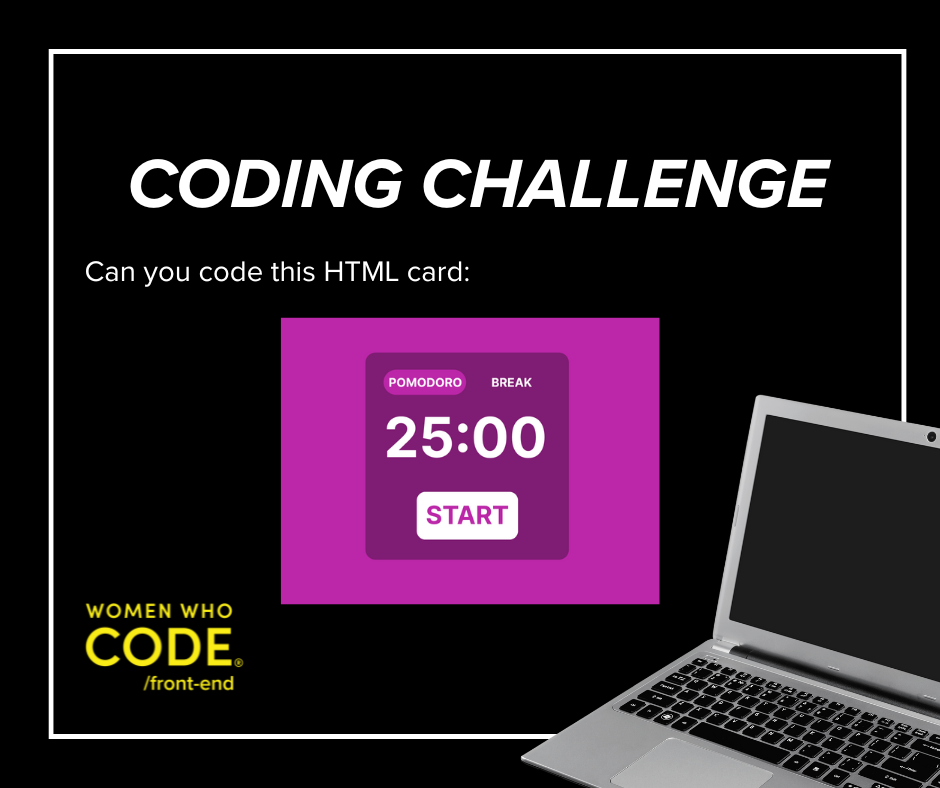 CODING CHALLENGE
Can you code this HTML card:
POMODORO BREAK
25:00
START
WOMEN WHO
CODE®
/front-end